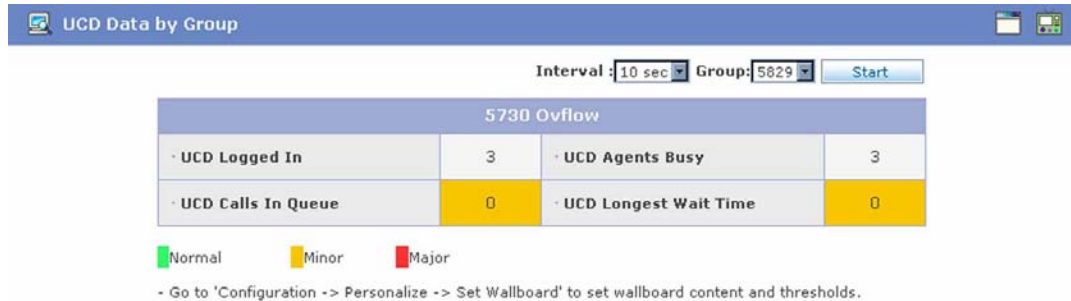 UCD Data by Group
Interval : 10 sec Group: 5829 Start
5730 Ovflow
· UCD Logged In 3 · UCD Agents Busy 3
· UCD Calls In Queue 0 · UCD Longest Wait Time 0
Normal Minor Major
- Go to 'Configuration -> Personalize -> Set Wallboard' to set wallboard content and thresholds.